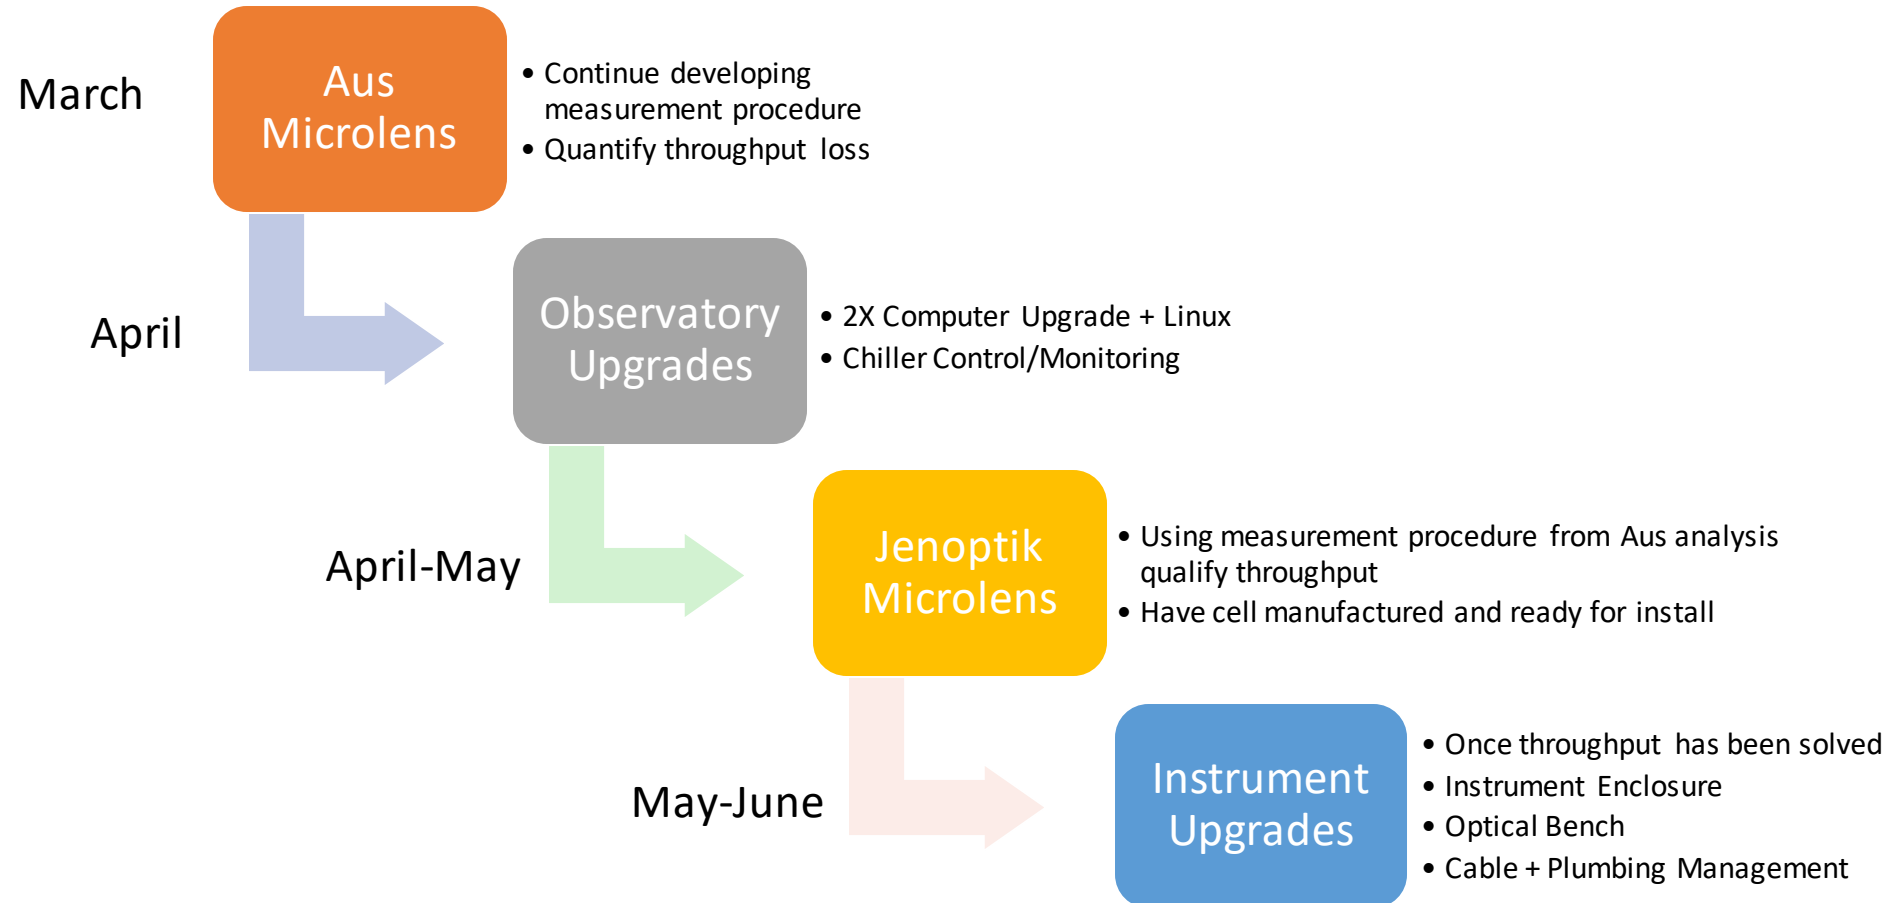 March
Aus
Microlens
• Continue developing
measurement procedure
• Quantify throughput loss
April
Observatory
Upgrades
• 2X Computer Upgrade + Linux
• Chiller Control/Monitoring
April-May
Jenoptik
Microlens
• Using measurement procedure from Aus analysis
qualify throughput
• Have cell manufactured and ready for install
May-June
Instrument
Upgrades
• Once throughput has been solved
• Instrument Enclosure
• Optical Bench
• Cable + Plumbing Management